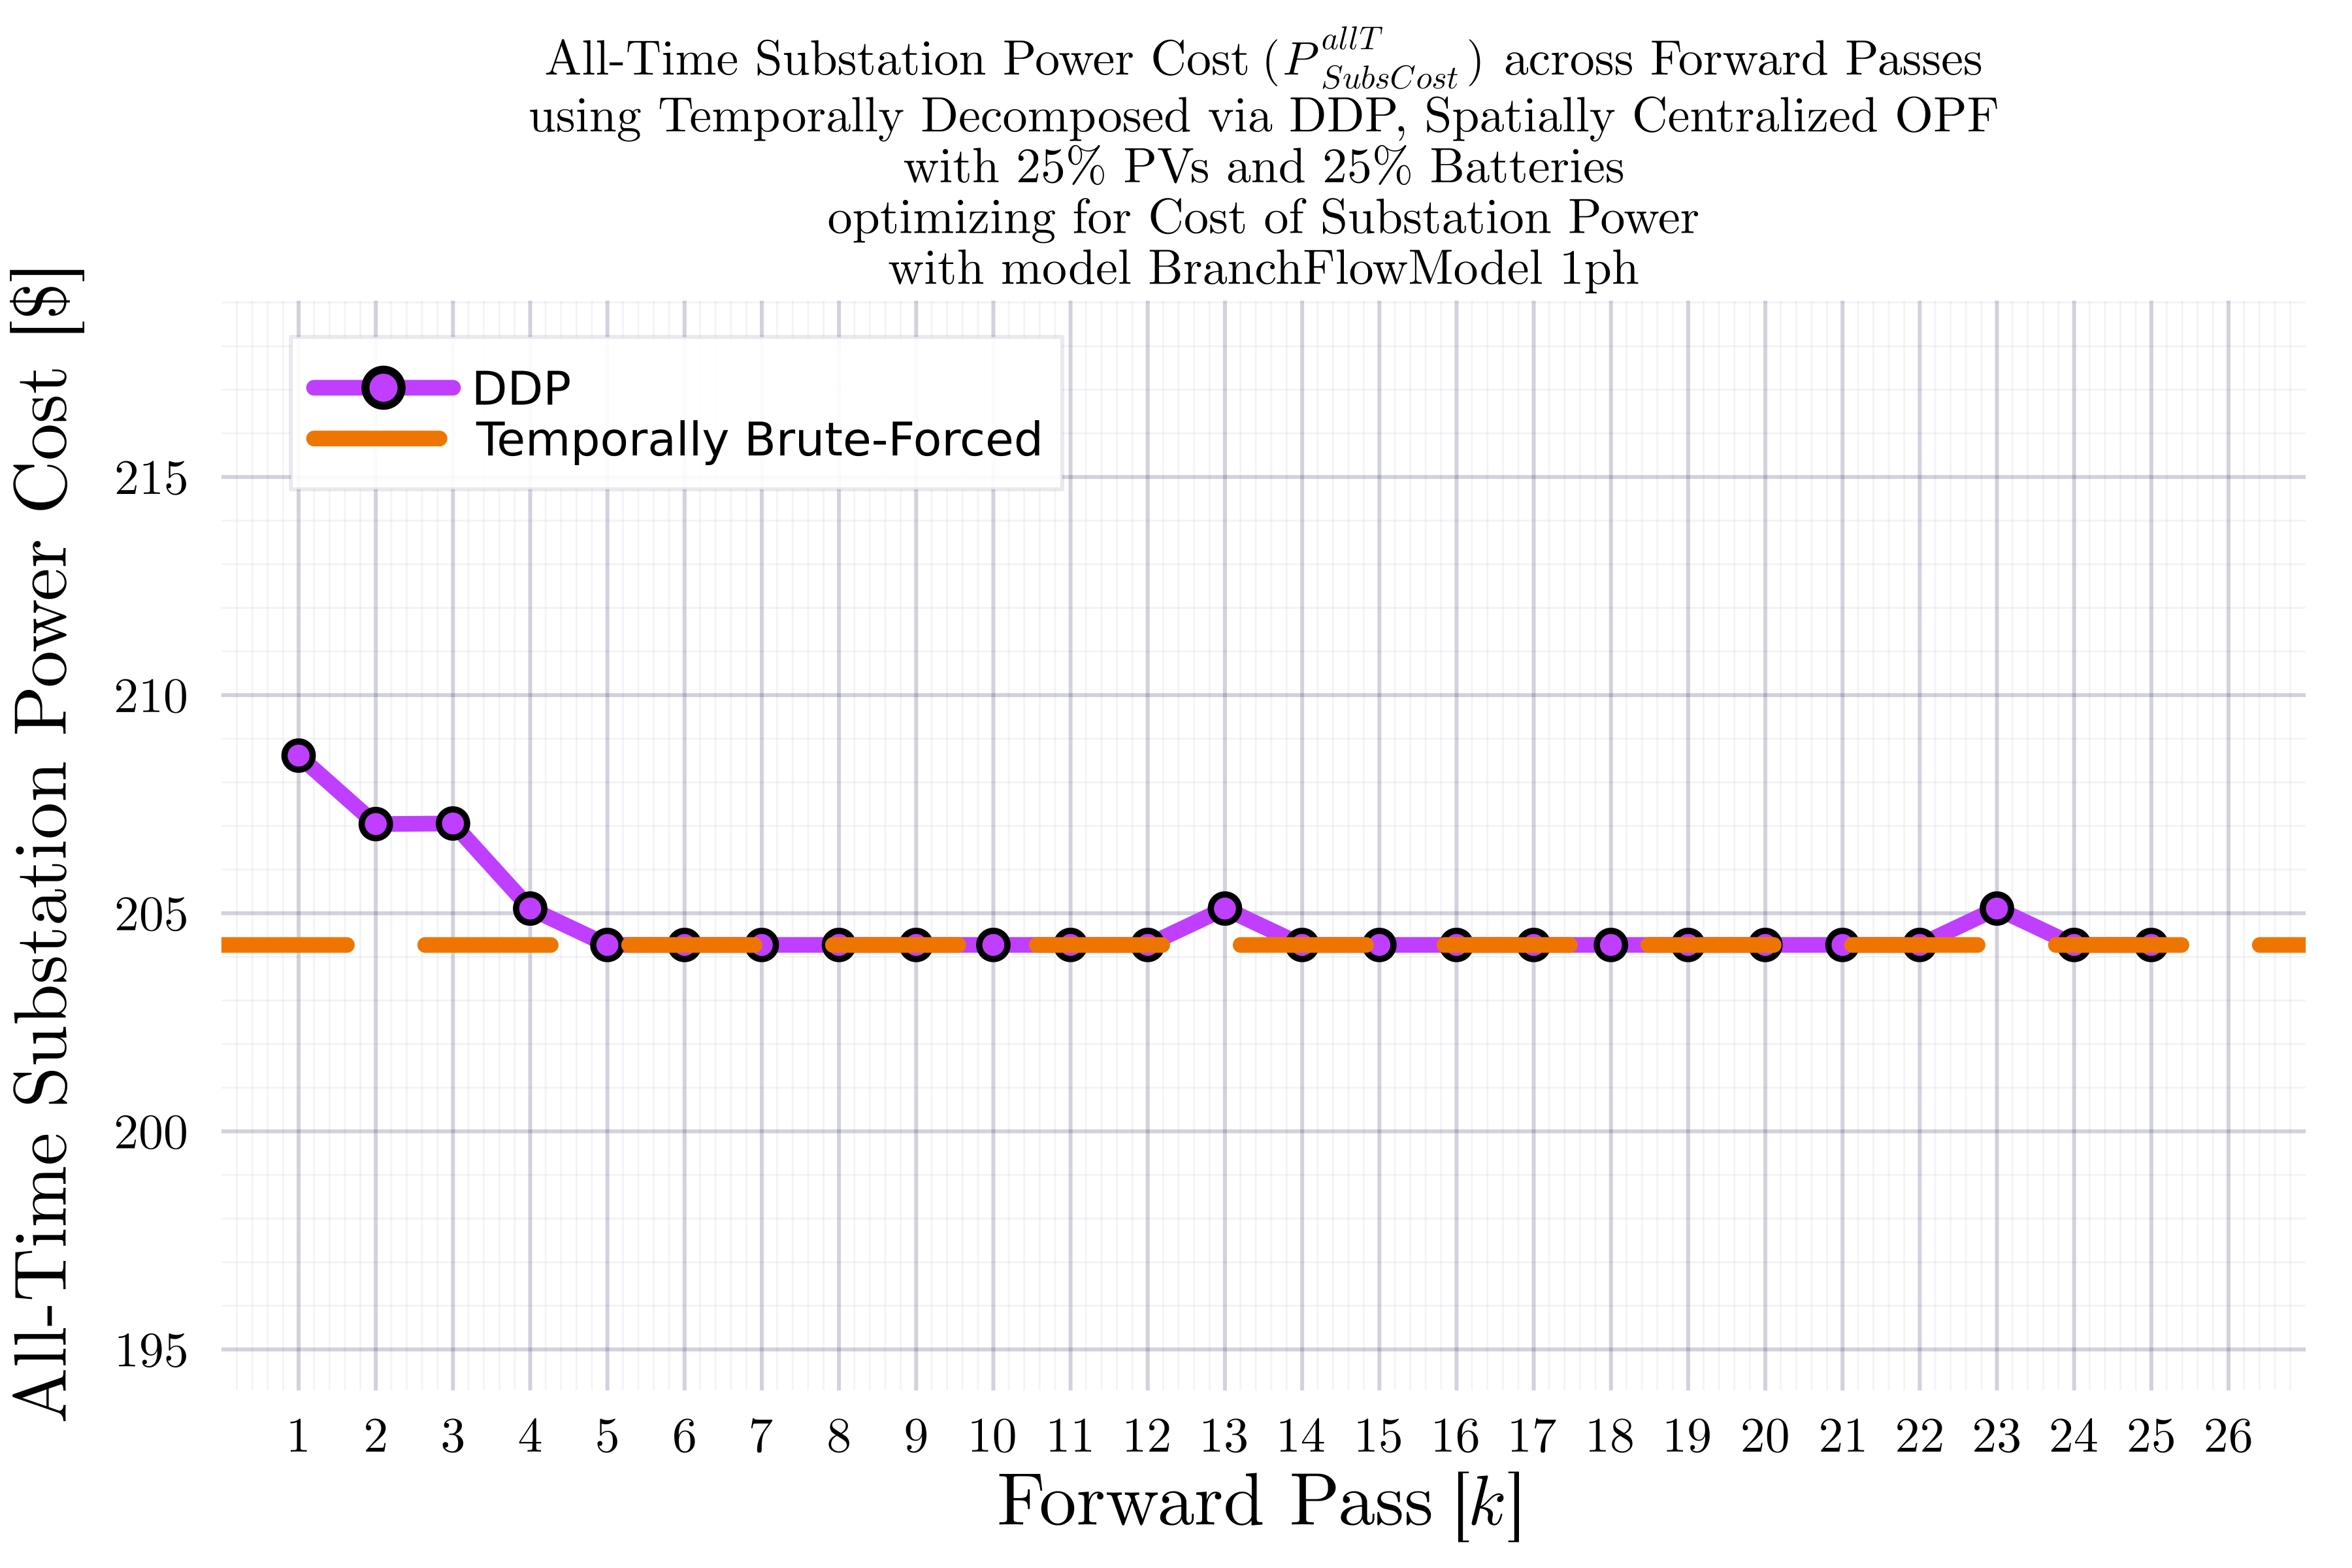 All-Time Substation Power Cost (P^{allT}_{SubsCost}) across Forward Passes
using Temporally Decomposed via DDP, Spatially Centralized OPF
with 25% PVs and 25% Batteries
optimizing for Cost of Substation Power
with model BranchFlowModel 1ph
All-Time Substation Power Cost [$]
DDP
Temporally Brute-Forced
215
210
205
200
195
1 2 3 4 5 6 7 8 9 10 11 12 13 14 15 16 17 18 19 20 21 22 23 24 25 26
Forward Pass [k]